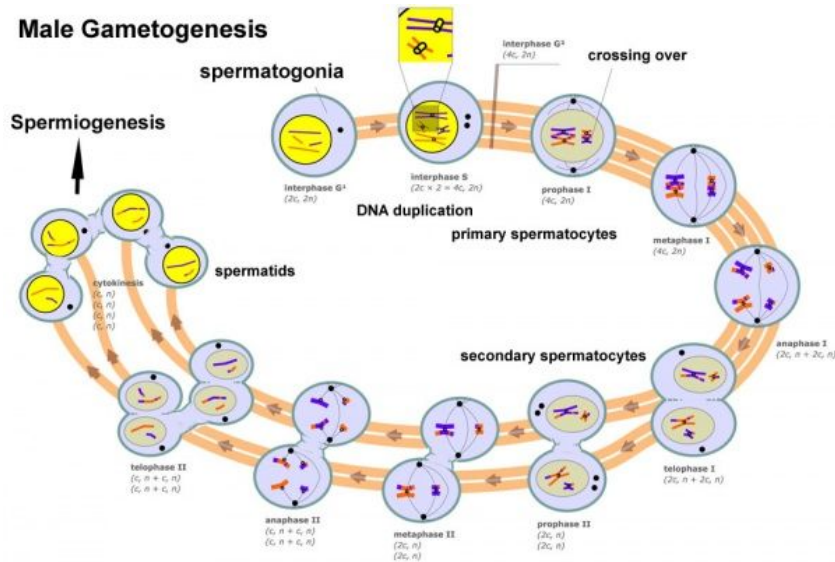 Male Gametogenesis
spermatogonia
interphase G²
(4c, 2n)
crossing over
Spermiogenesis
interphase G¹
(2c, 2n)
interphase S
(2c × 2 = 4c, 2n)
prophase I
(4c, 2n)
DNA duplication
primary spermatocytes
metaphase I
(4c, 2n)
spermatids
cytokinesis
(c, n)
(c, n)
(c, n)
(c, n)
secondary spermatocytes
anaphase I
(2c, n + 2c, n)
telophase II
(c, n + c, n)
(c, n + c, n)
anaphase II
(c, n + c, n)
(c, n + c, n)
metaphase II
(2c, n)
(2c, n)
prophase II
(2c, n)
(2c, n)
telophase I
(2c, n + 2c, n)